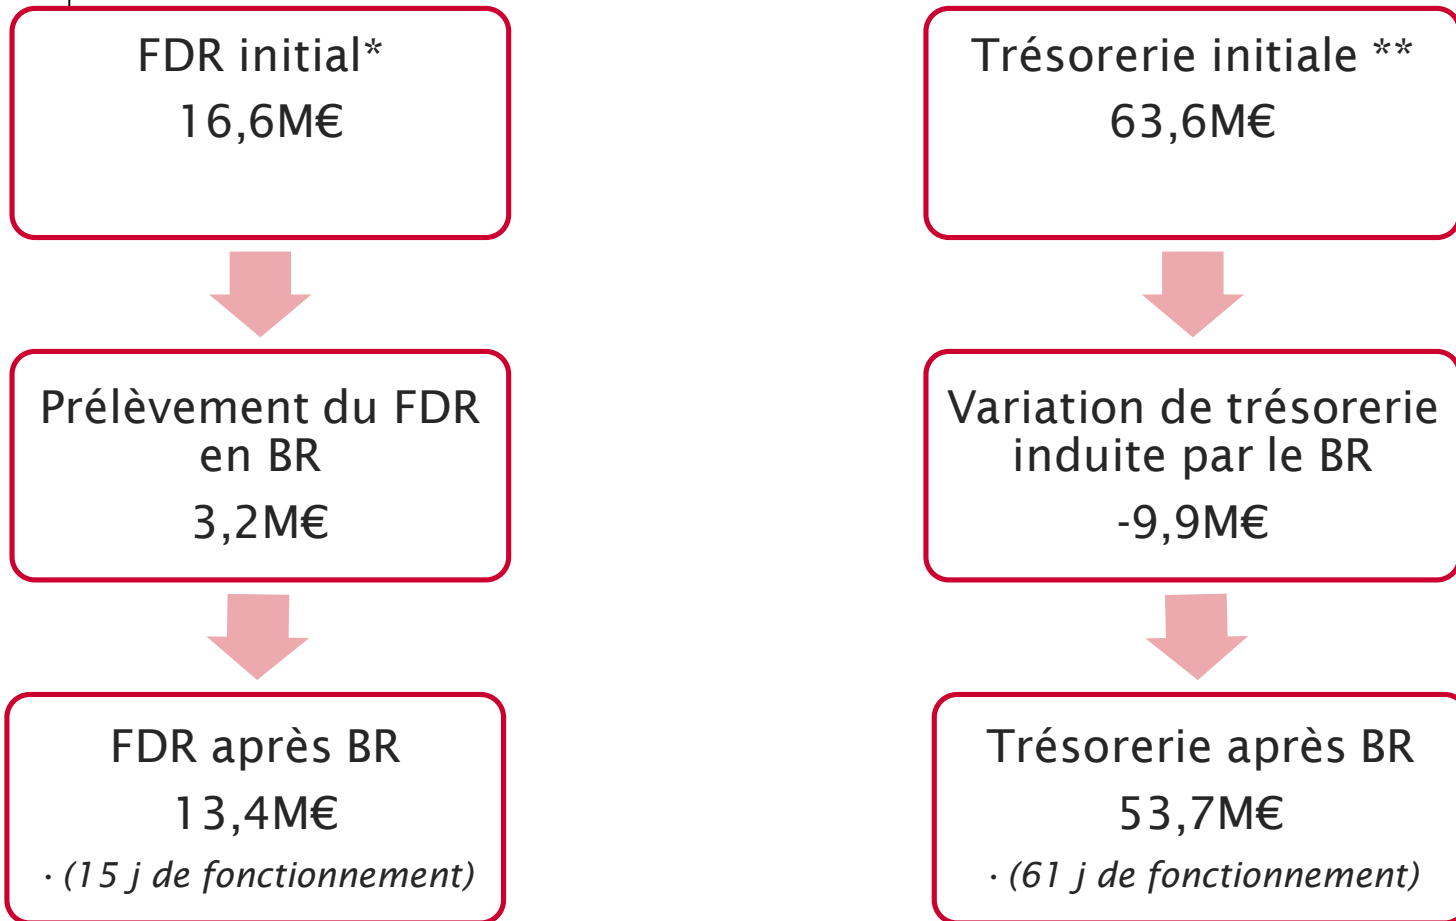 FDR initial*
16,6M€
Prélèvement du FDR
en BR
3,2M€
FDR après BR
13,4M€
· (15 j de fonctionnement)
Trésorerie initiale **
63,6M€
Variation de trésorerie
induite par le BR
-9,9M€
Trésorerie après BR
53,7M€
· (61 j de fonctionnement)